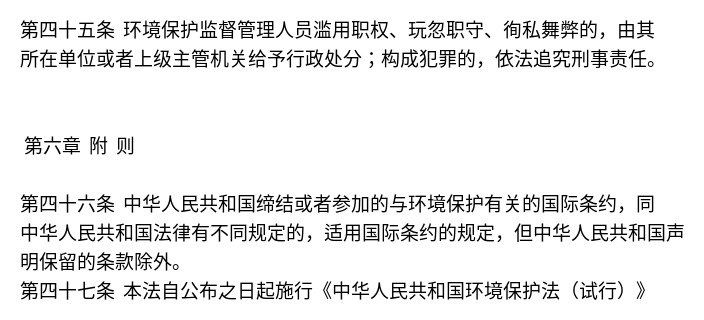 第四十五条 环境保护监督管理人员滥用职权、玩忽职守、徇私舞弊的，由其
所在单位或者上级主管机关给予行政处分；构成犯罪的，依法追究刑事责任。
第六章 附 则
第四十六条 中华人民共和国缔结或者参加的与环境保护有关的国际条约，同
中华人民共和国法律有不同规定的，适用国际条约的规定，但中华人民共和国声
明保留的条款除外。
第四十七条 本法自公布之日起施行《中华人民共和国环境保护法（试行）》